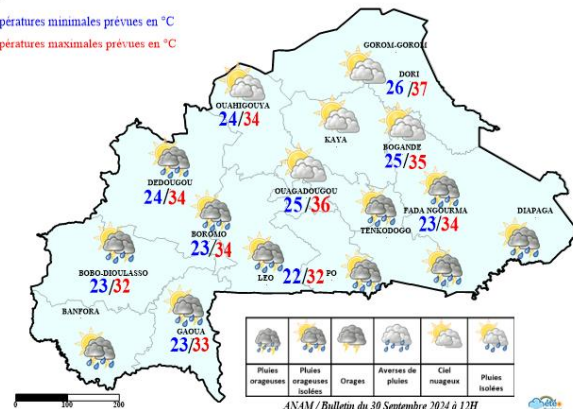 pératures minimales prévues en °C
pératures maximales prévues en °C
GOROM-GOROM
DORI
26/37
OUAHIGOUYA
24/34
KAYA
BOGANDE
25/35
DEDOUGOU
24/34
OUAGADOUGOU
25/36
FADA NGOURMA
23/34
DIAPAGA
TENKODOGO
BOROMO
23/34
BOBO-DIOULASSO
23/32
LEO
22/32
PO
BANFORA
GAOUA
23/33
0 100 200
Pluies orageuses
Pluies orageuses isolées
Orages
Averses de pluies
Ciel nuageux
Pluies isolées
ANAM / Bulletin du 30 Septembre 2024 à 12H